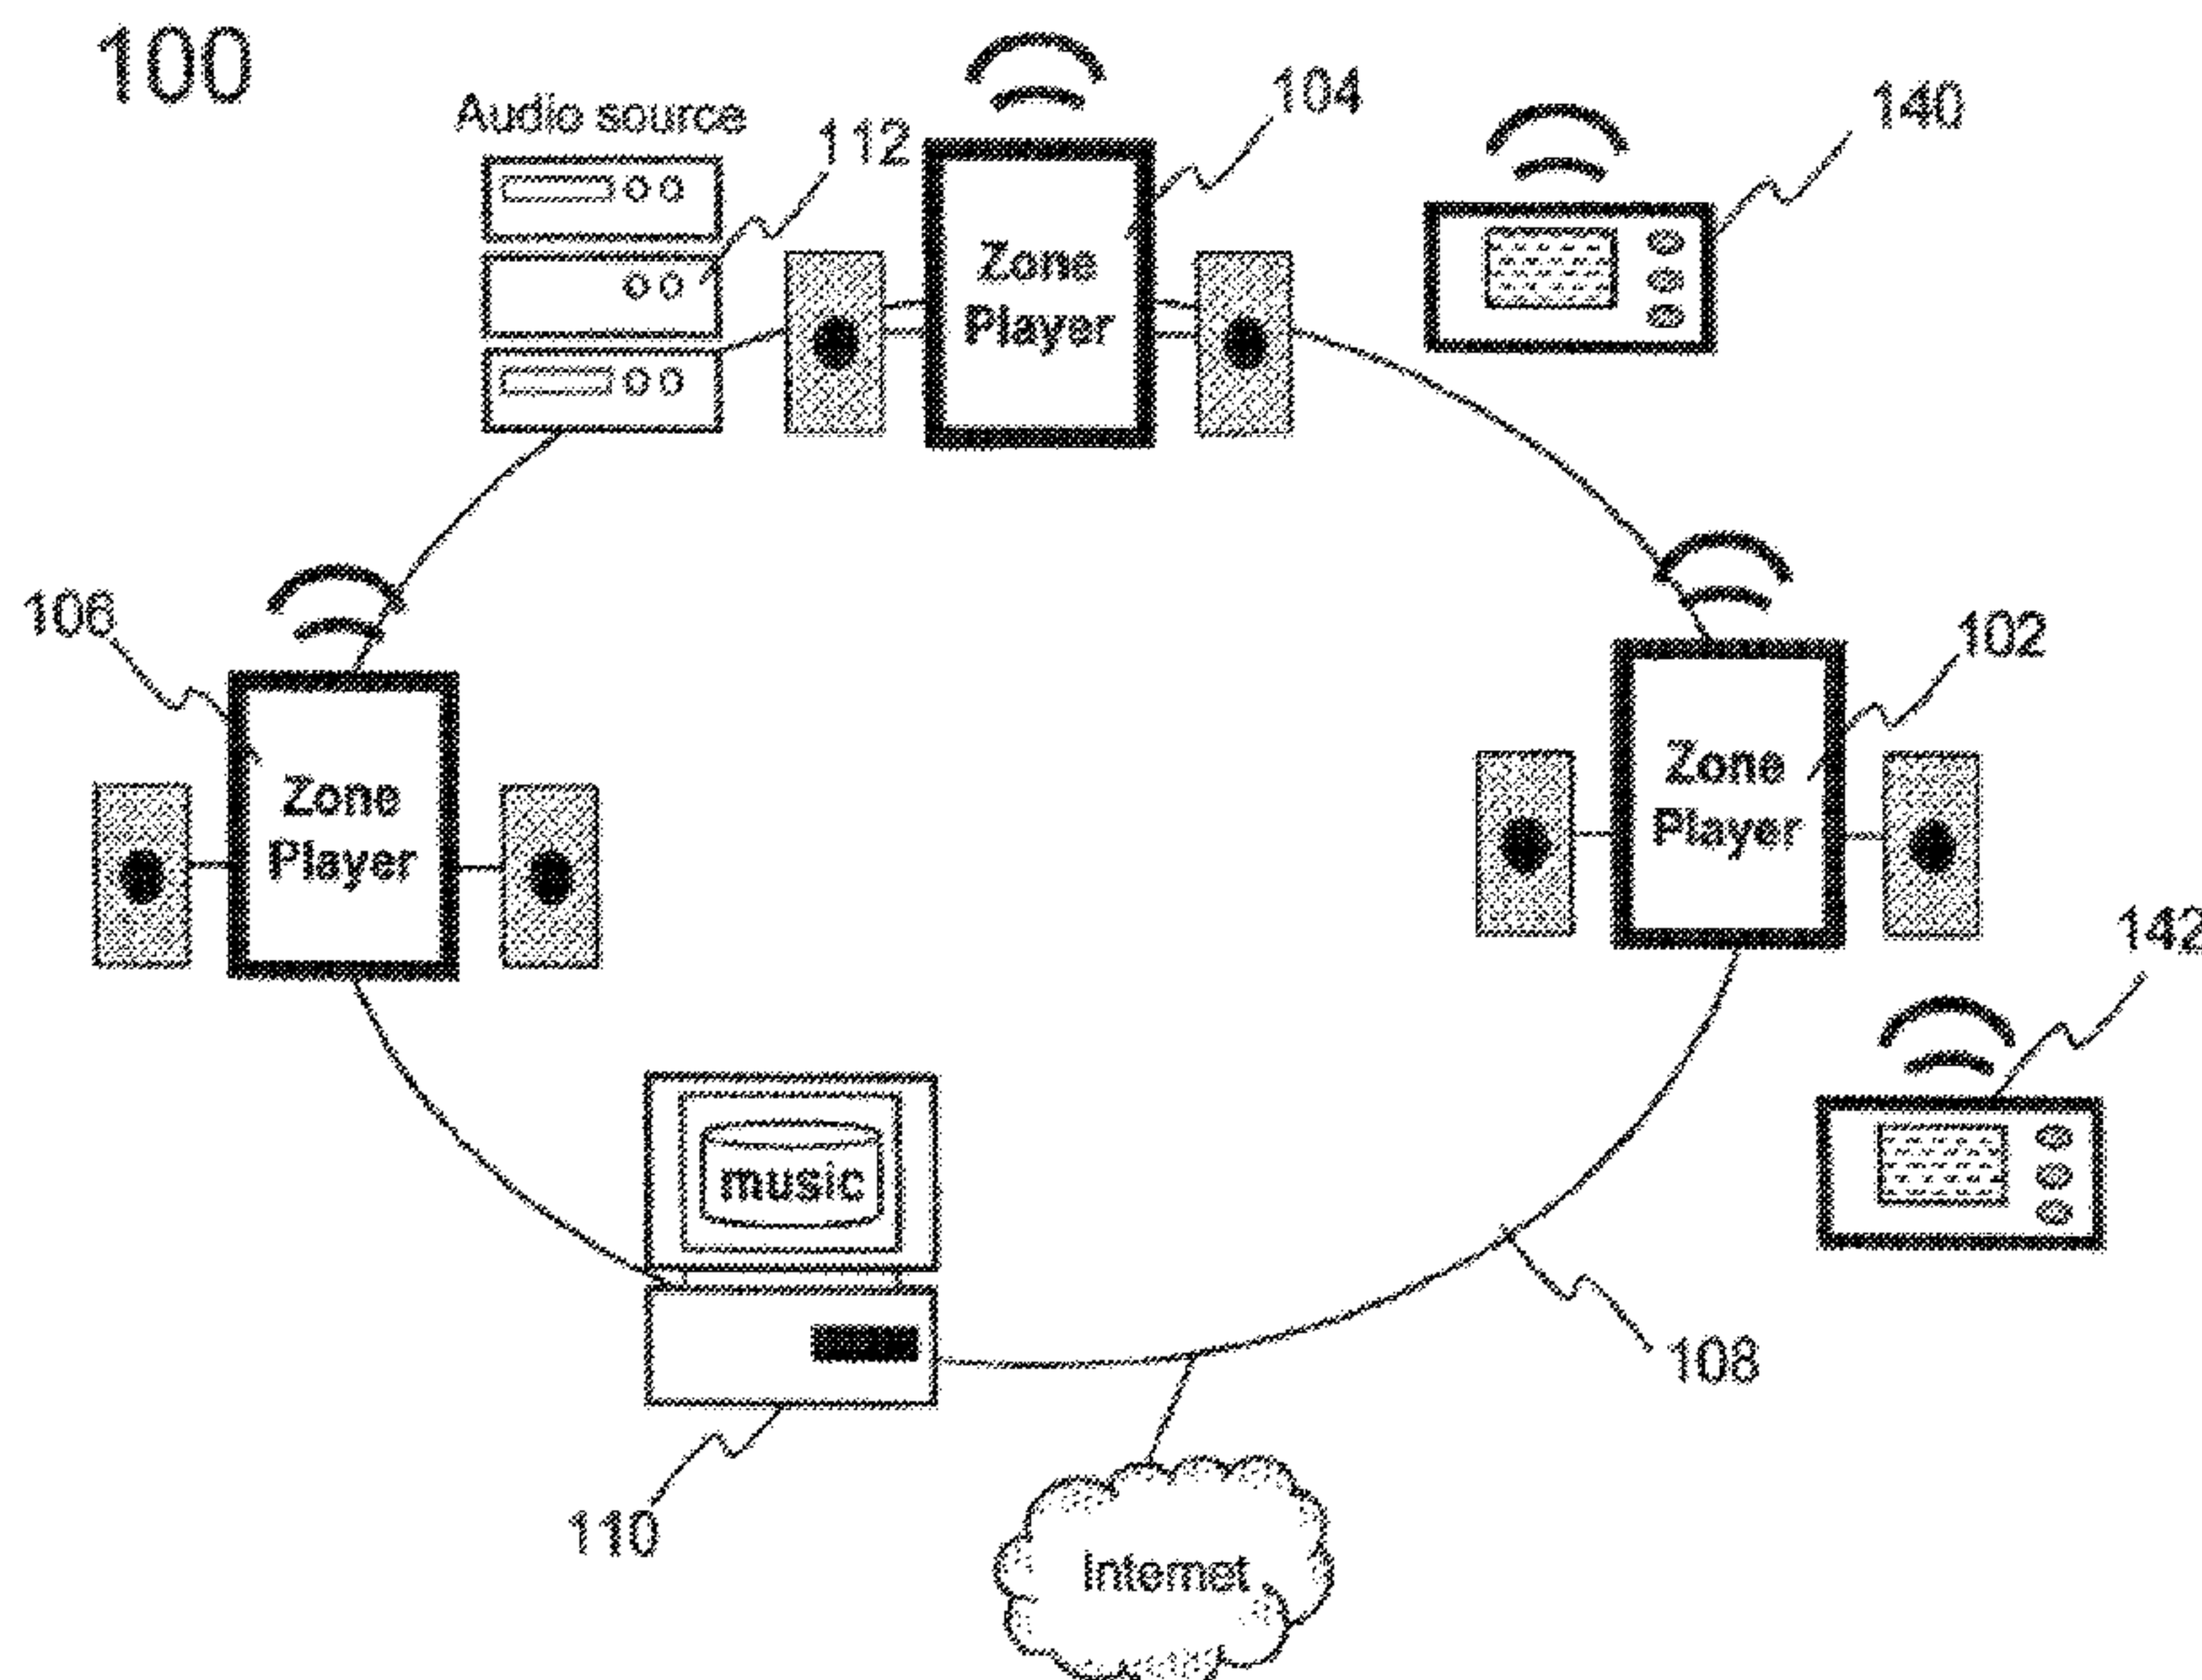 100
Audio source
112
104
140
Zone
Player
106
102
Zone
Player
Zone
Player
142
music
108
110
Internet